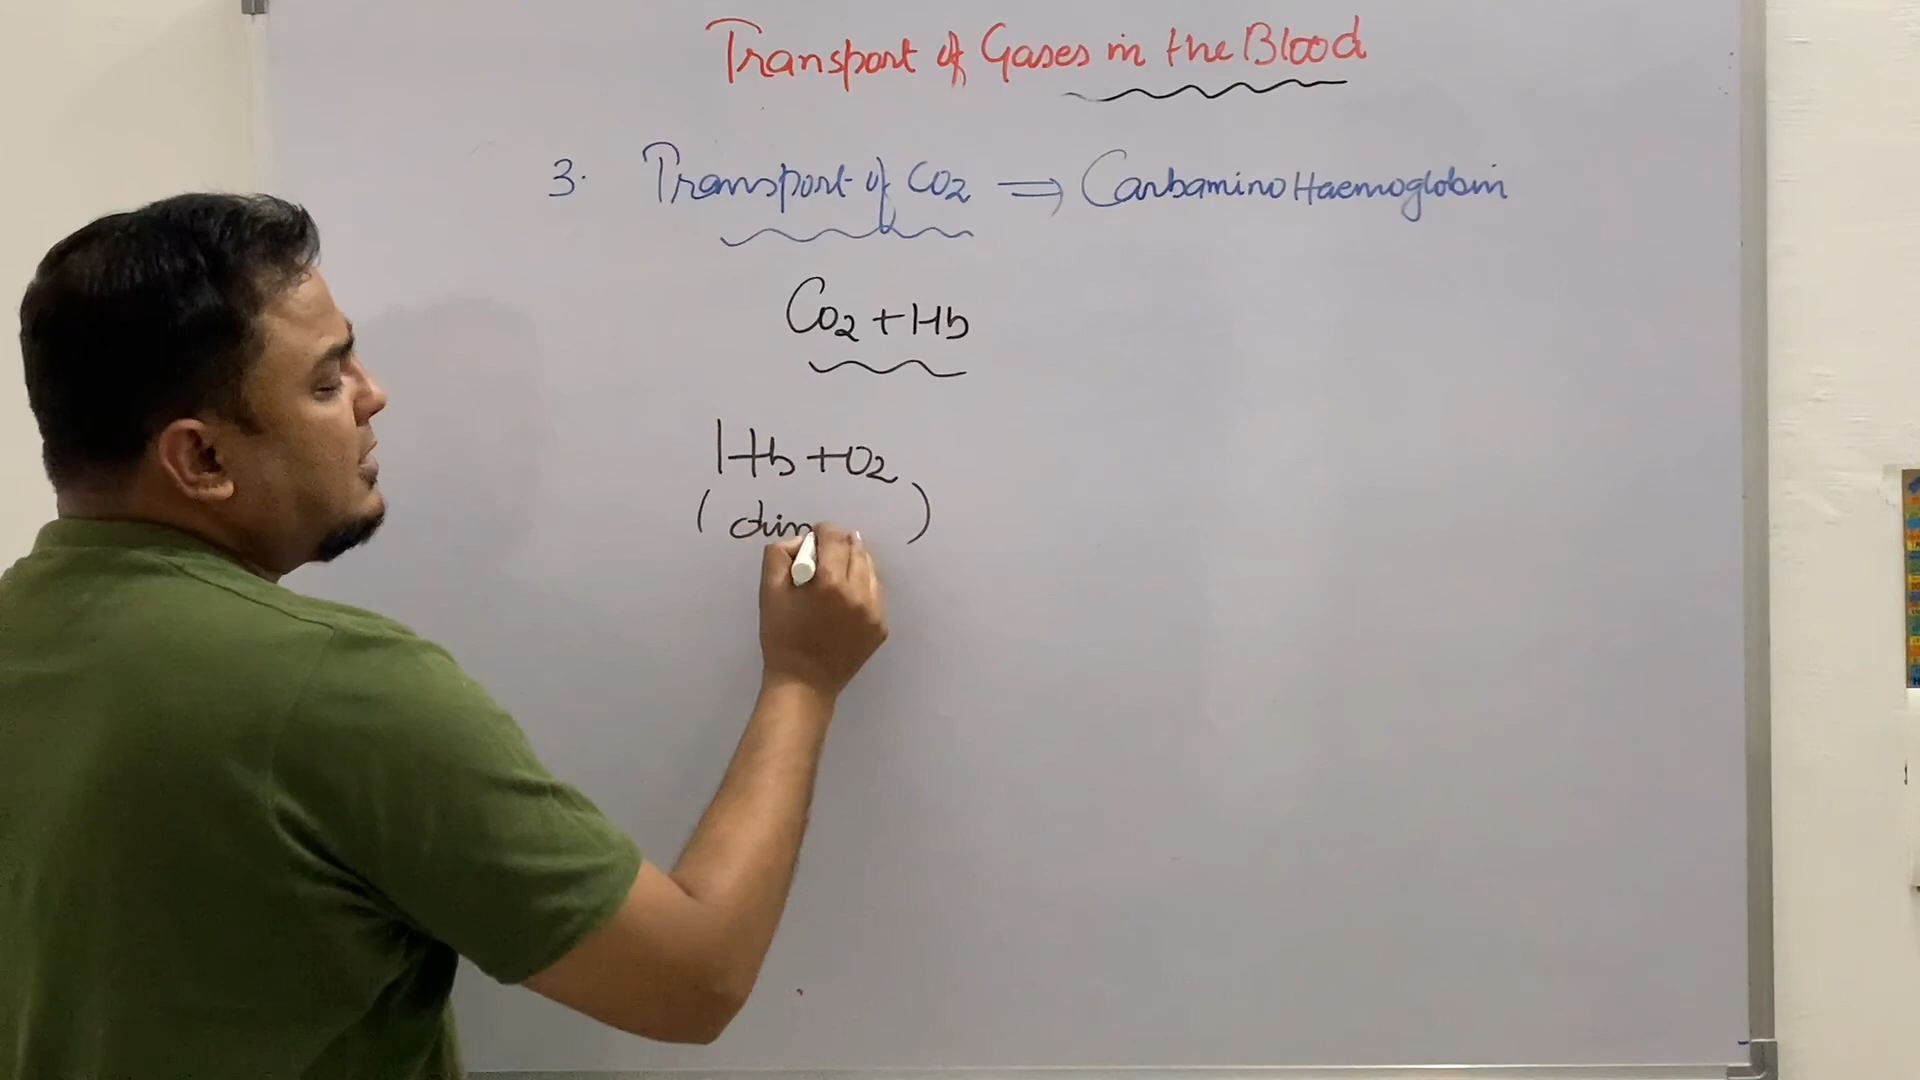 Transport of Gases in the Blood
3. Transport of CO2 ⇒ Carbamino Haemoglobin
CO2 + Hb
Hb + O2
( dim )